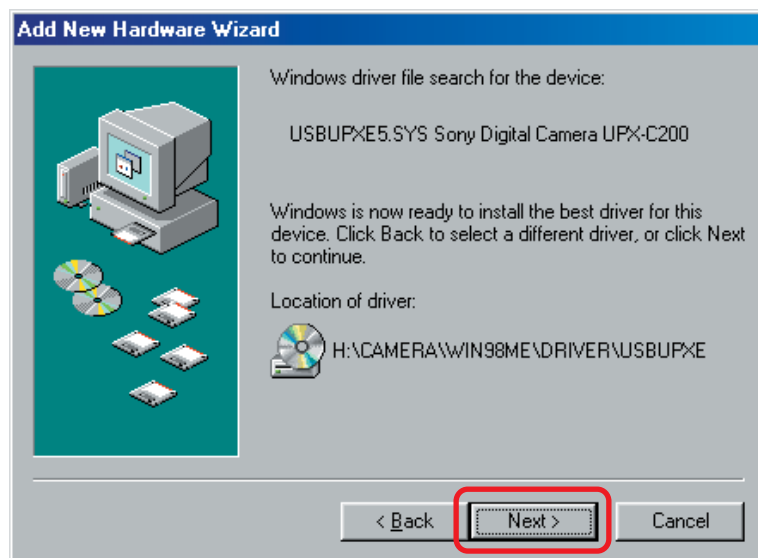 Add New Hardware Wizard
Windows driver file search for the device:
USBUPXE5.SYS Sony Digital Camera UPX-C200
Windows is now ready to install the best driver for this
device. Click Back to select a different driver, or click Next
to continue.
Location of driver:
H:\CAMERA\WIN98ME\DRIVER\USBUPXE
< Back Next > Cancel